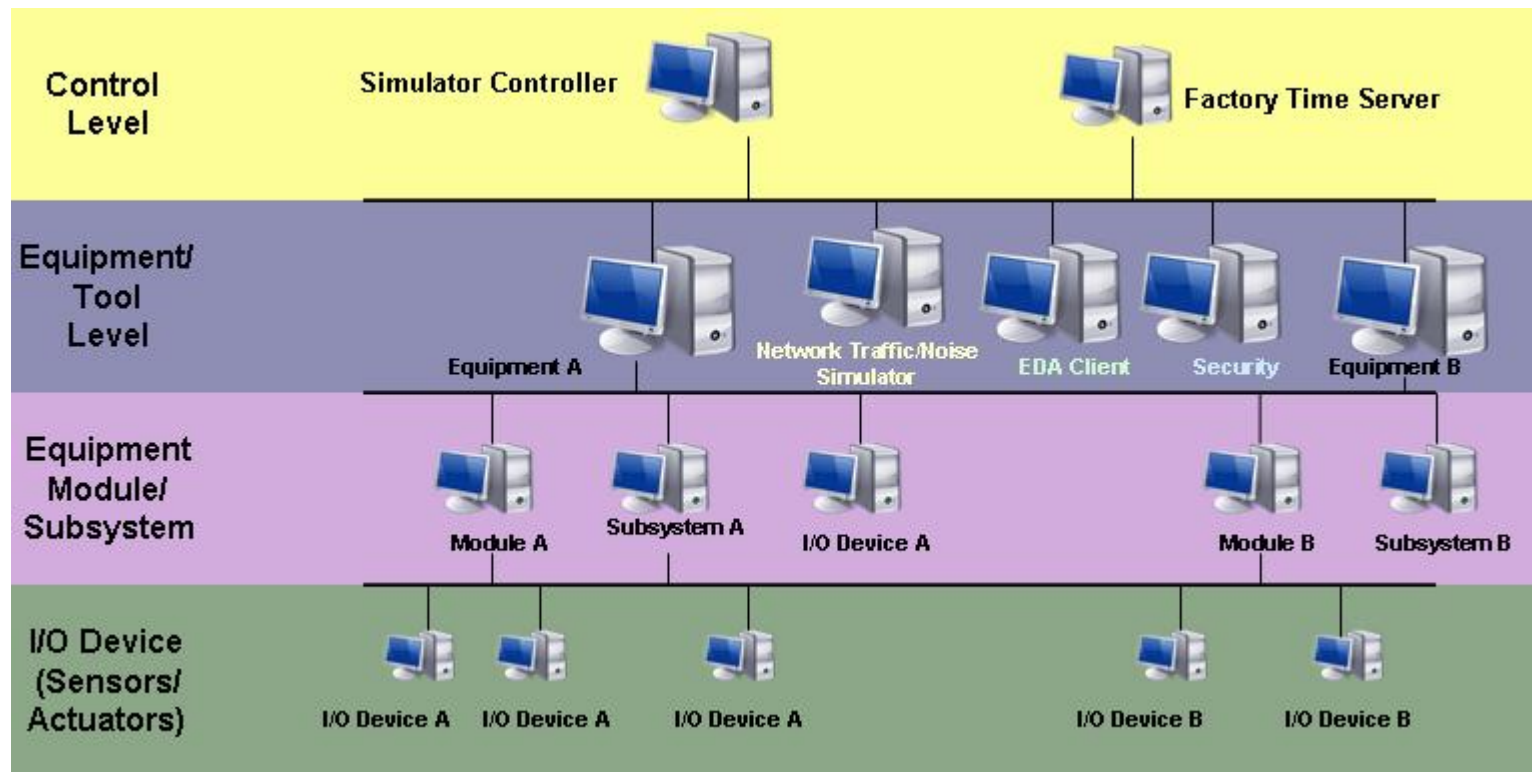 Control
Level
Simulator Controller
Factory Time Server
Equipment/
Tool
Level
Equipment A
Network Traffic/Noise
Simulator
EDA Client
Security
Equipment B
Equipment
Module/
Subsystem
Module A
Subsystem A
I/O Device A
Module B
Subsystem B
I/O Device
(Sensors/
Actuators)
I/O Device A
I/O Device A
I/O Device A
I/O Device B
I/O Device B